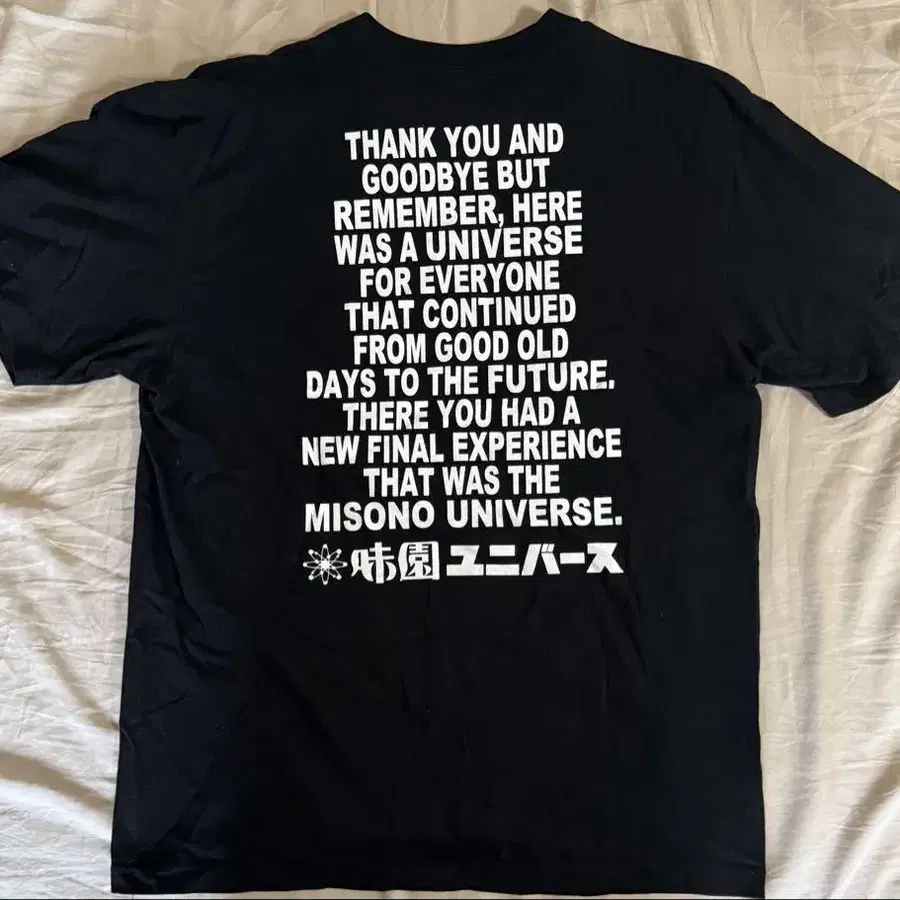 THANK YOU AND
GOODBYE BUT
REMEMBER, HERE
WAS A UNIVERSE
FOR EVERYONE
THAT CONTINUED
FROM GOOD OLD
DAYS TO THE FUTURE.
THERE YOU HAD A
NEW FINAL EXPERIENCE
THAT WAS THE
MISONO UNIVERSE.
味園ユニバース